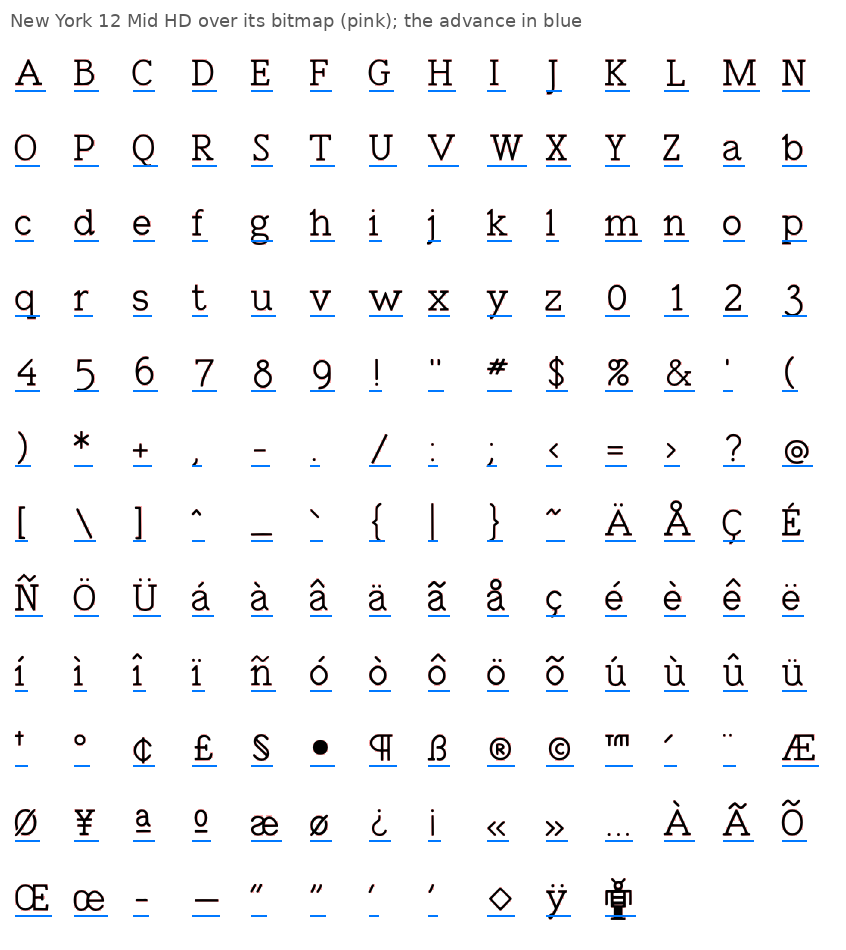 New York 12 Mid HD over its bitmap (pink); the advance in blue
A B C D E F G H I J K L M N
O P Q R S T U V W X Y Z a b
c d e f g h i j k l m n o p
q r s t u v w x y z 0 1 2 3
4 5 6 7 8 9 ! " # $ % & ' (
) * + , - . / : ; < = > ? @
[ \ ] ^ _ ` { | } ~ Ä Å Ç É
Ñ Ö Ü á à â ä ã å ç é è ê ë
í ì î ï ñ ó ò ô ö õ ú ù û ü
† ° ¢ £ § • ¶ ß ® © ™ ´ ¨ Æ
Ø ¥ ª º æ ø ¿ ¡ « » … À Ã Õ
Œ œ – — “ ” ‘ ’ ◊ ÿ